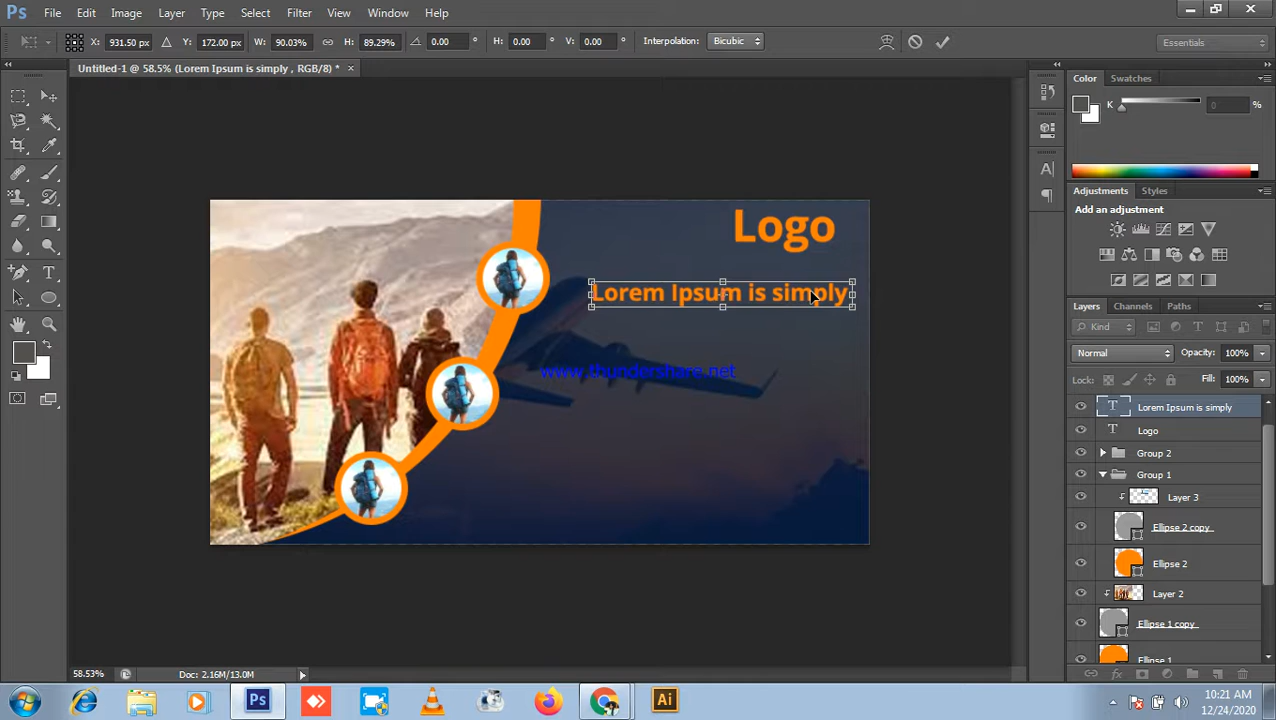 Ps File Edit Image Layer Type Select Filter View Window Help
X: 931.50 px Y: 172.00 px W: 90.03% H: 89.29% 0.00 ° H: 0.00 ° V: 0.00 ° Interpolation: Bicubic Essentials
Untitled-1 @ 58.5% (Lorem Ipsum is simply , RGB/8) * ×
Color Swatches
K 0 %
Adjustments Styles
Add an adjustment
Logo
Lorem Ipsum is simply
www.thundershare.net
Layers Channels Paths
Kind
Normal Opacity: 100%
Lock: Fill: 100%
T Lorem Ipsum is simply
T Logo
Group 2
Group 1
Layer 3
Ellipse 2 copy
Ellipse 2
Layer 2
Ellipse 1 copy
Ellipse 1
58.53% Doc: 2.16M/13.0M
Ps Ai
10:21 AM
12/24/2020